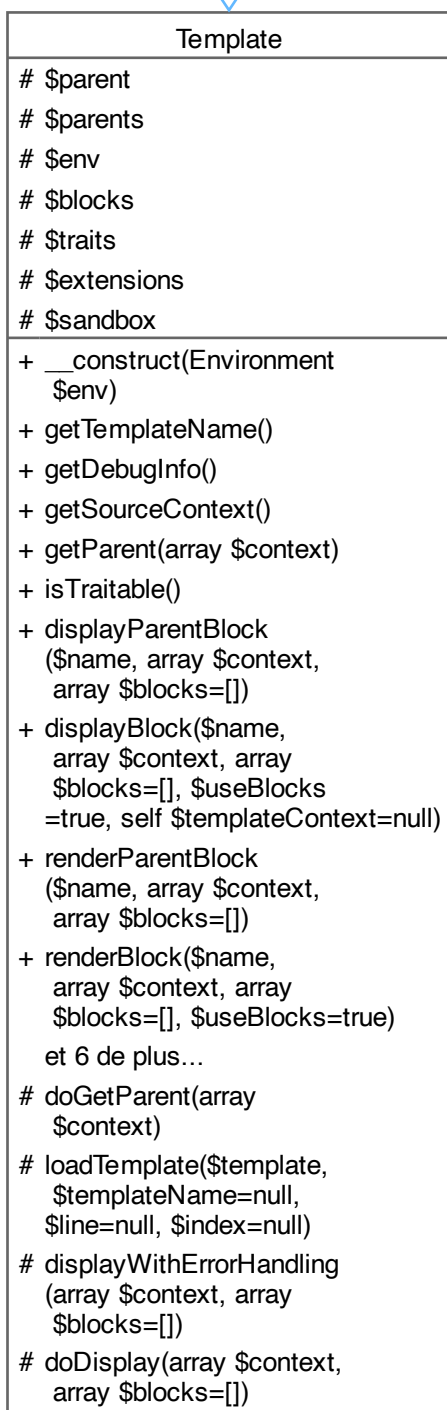 Template
# $parent
# $parents
# $env
# $blocks
# $traits
# $extensions
# $sandbox
+ __construct(Environment
$env)
+ getTemplateName()
+ getDebugInfo()
+ getSourceContext()
+ getParent(array $context)
+ isTraitable()
+ displayParentBlock
($name, array $context,
array $blocks=[])
+ displayBlock($name,
array $context, array
$blocks=[], $useBlocks
=true, self $templateContext=null)
+ renderParentBlock
($name, array $context,
array $blocks=[])
+ renderBlock($name,
array $context, array
$blocks=[], $useBlocks=true)
et 6 de plus...
# doGetParent(array
$context)
# loadTemplate($template,
$templateName=null,
$line=null, $index=null)
# displayWithErrorHandling
(array $context, array
$blocks=[])
# doDisplay(array $context,
array $blocks=[])